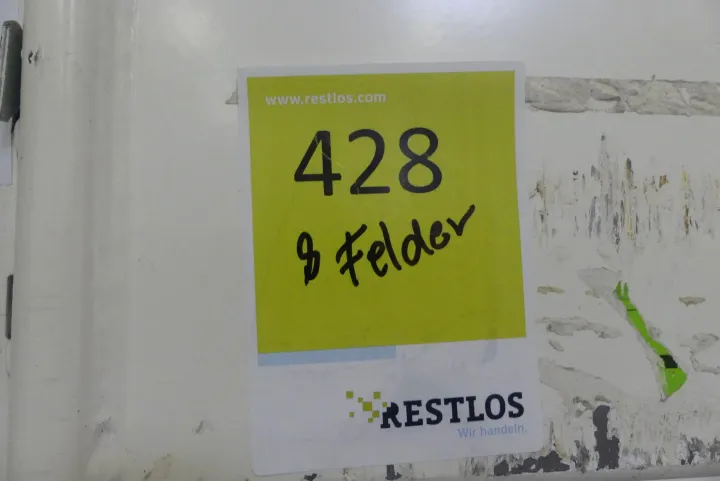 www.restlos.com
428
8 Felder
RESTLOS
Wir handeln.